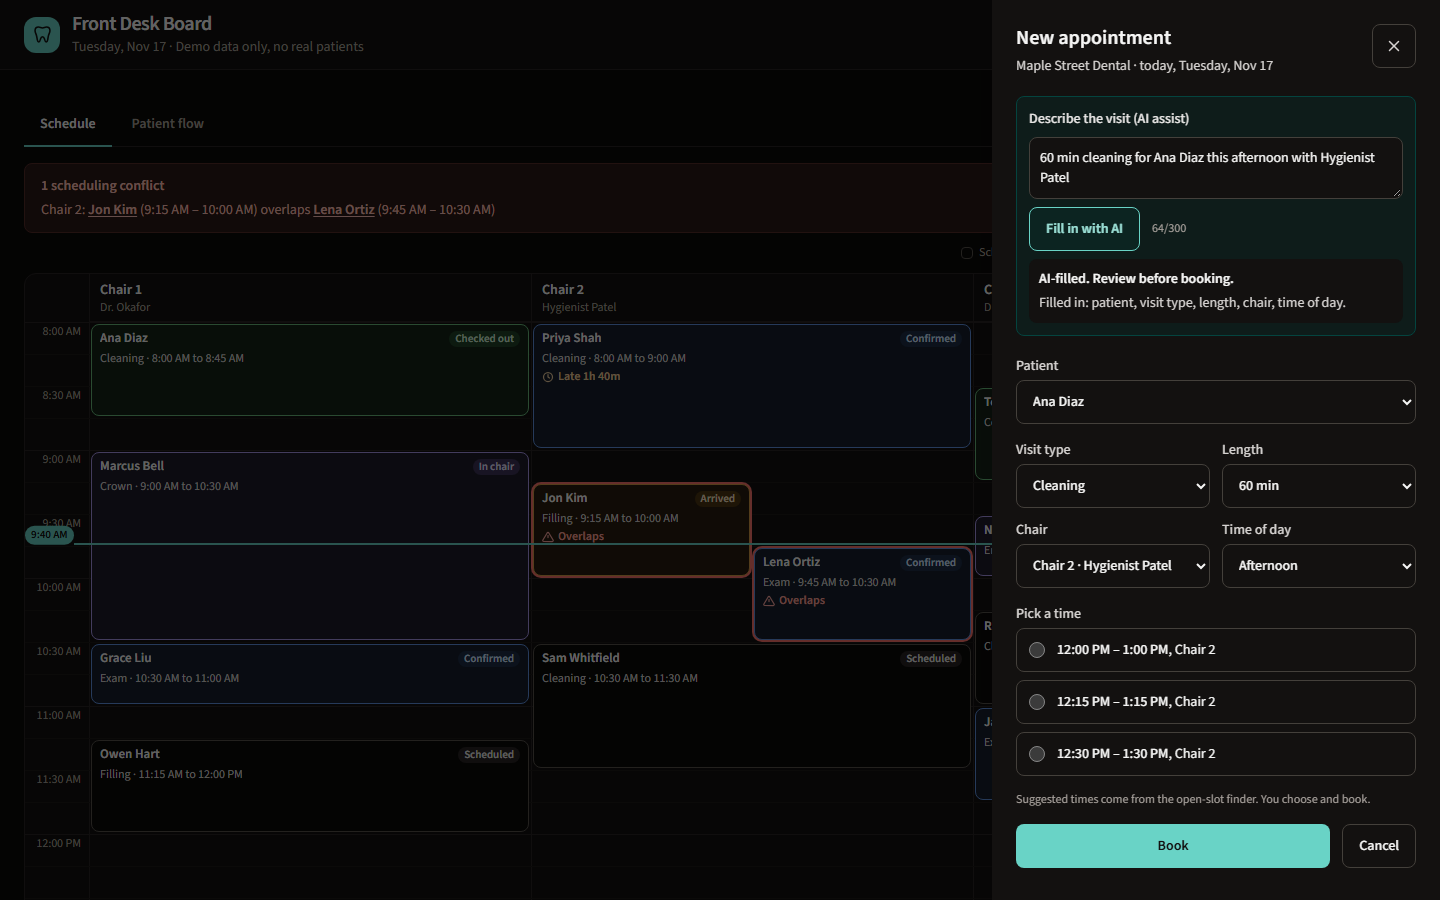 Front Desk Board
Tuesday, Nov 17 · Demo data only, no real patients
Schedule
Patient flow
1 scheduling conflict
Chair 2: Jon Kim (9:15 AM – 10:00 AM) overlaps Lena Ortiz (9:45 AM – 10:30 AM)
Chair 1
Dr. Okafor
Chair 2
Hygienist Patel
8:00 AM
8:30 AM
9:00 AM
9:30 AM
9:40 AM
10:00 AM
10:30 AM
11:00 AM
11:30 AM
12:00 PM
Ana Diaz
Checked out
Cleaning · 8:00 AM to 8:45 AM
Marcus Bell
In chair
Crown · 9:00 AM to 10:30 AM
Grace Liu
Confirmed
Exam · 10:30 AM to 11:00 AM
Owen Hart
Scheduled
Filling · 11:15 AM to 12:00 PM
Priya Shah
Confirmed
Cleaning · 8:00 AM to 9:00 AM
Late 1h 40m
Jon Kim
Arrived
Filling · 9:15 AM to 10:00 AM
Overlaps
Lena Ortiz
Confirmed
Exam · 9:45 AM to 10:30 AM
Overlaps
Sam Whitfield
Scheduled
Cleaning · 10:30 AM to 11:30 AM
New appointment
Maple Street Dental · today, Tuesday, Nov 17
Describe the visit (AI assist)
60 min cleaning for Ana Diaz this afternoon with Hygienist
Patel
Fill in with AI
64/300
AI-filled. Review before booking.
Filled in: patient, visit type, length, chair, time of day.
Patient
Ana Diaz
Visit type
Length
Cleaning
60 min
Chair
Time of day
Chair 2 · Hygienist Patel
Afternoon
Pick a time
12:00 PM – 1:00 PM, Chair 2
12:15 PM – 1:15 PM, Chair 2
12:30 PM – 1:30 PM, Chair 2
Suggested times come from the open-slot finder. You choose and book.
Book
Cancel